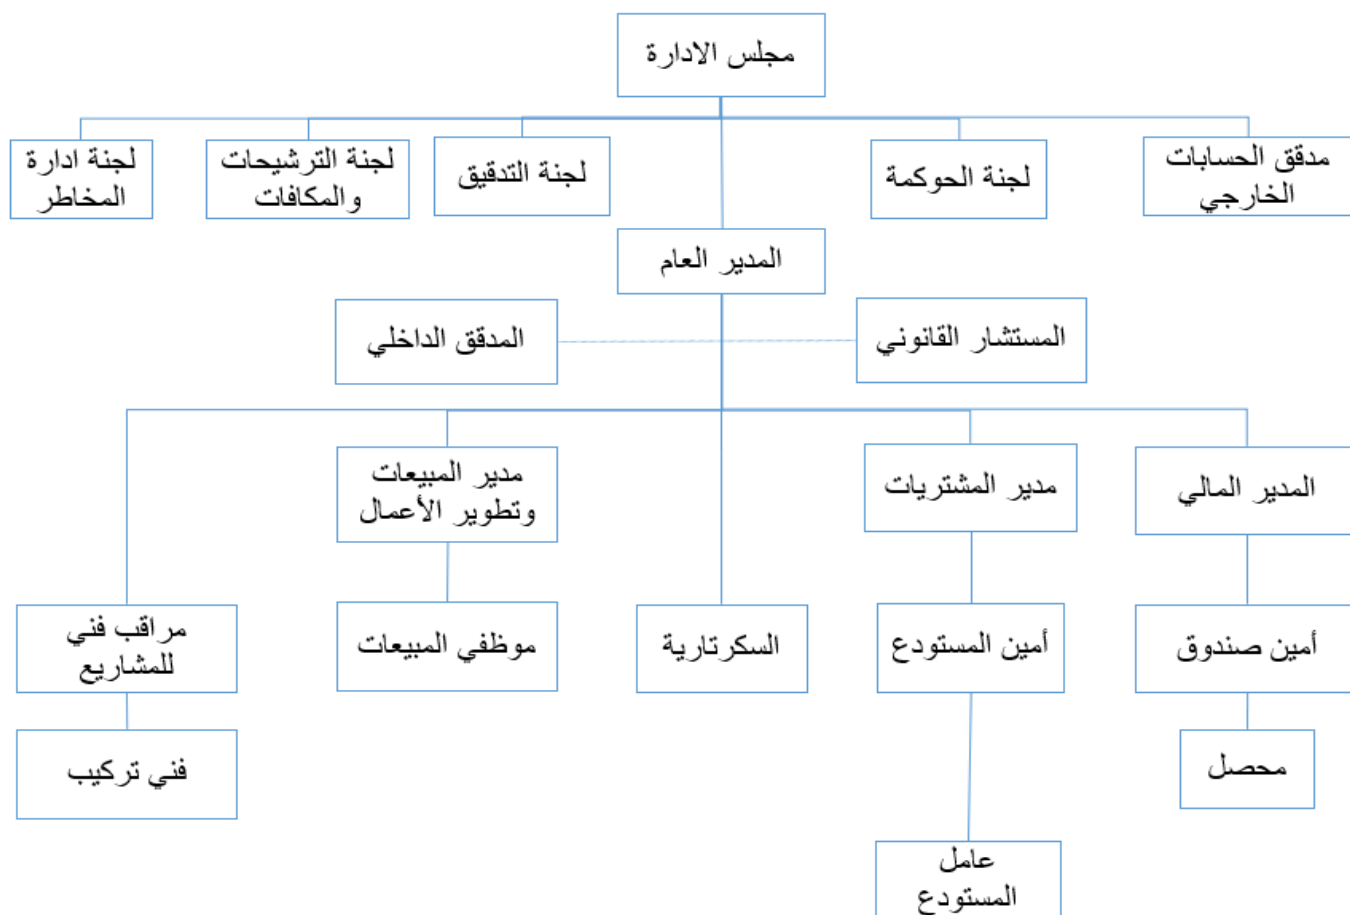 مجلس الادارة
مدقق الحسابات
الخارجي
لجنة الحوكمة
لجنة التدقيق
لجنة الترشيحات
والمكافات
لجنة ادارة
المخاطر
المدير العام
المستشار القانوني
المدقق الداخلي
المدير المالي
مدير المشتريات
مدير المبيعات
وتطوير الأعمال
أمين صندوق
أمين المستودع
السكرتارية
موظفي المبيعات
مراقب فني
للمشاريع
محصل
فني تركيب
عامل
المستودع